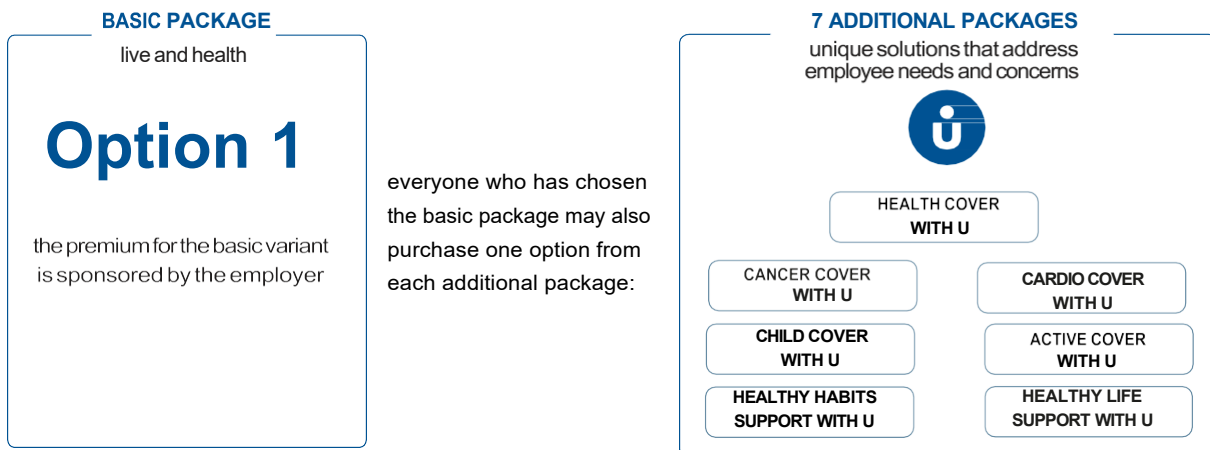 BASIC PACKAGE
live and health
Option 1
the premium for the basic variant
is sponsored by the employer
everyone who has chosen
the basic package may also
purchase one option from
each additional package:
7 ADDITIONAL PACKAGES
unique solutions that address
employee needs and concerns
U
HEALTH COVER
WITH U
CANCER COVER
WITH U
CARDIO COVER
WITH U
CHILD COVER
WITH U
ACTIVE COVER
WITH U
HEALTHY HABITS
SUPPORT WITH U
HEALTHY LIFE
SUPPORT WITH U